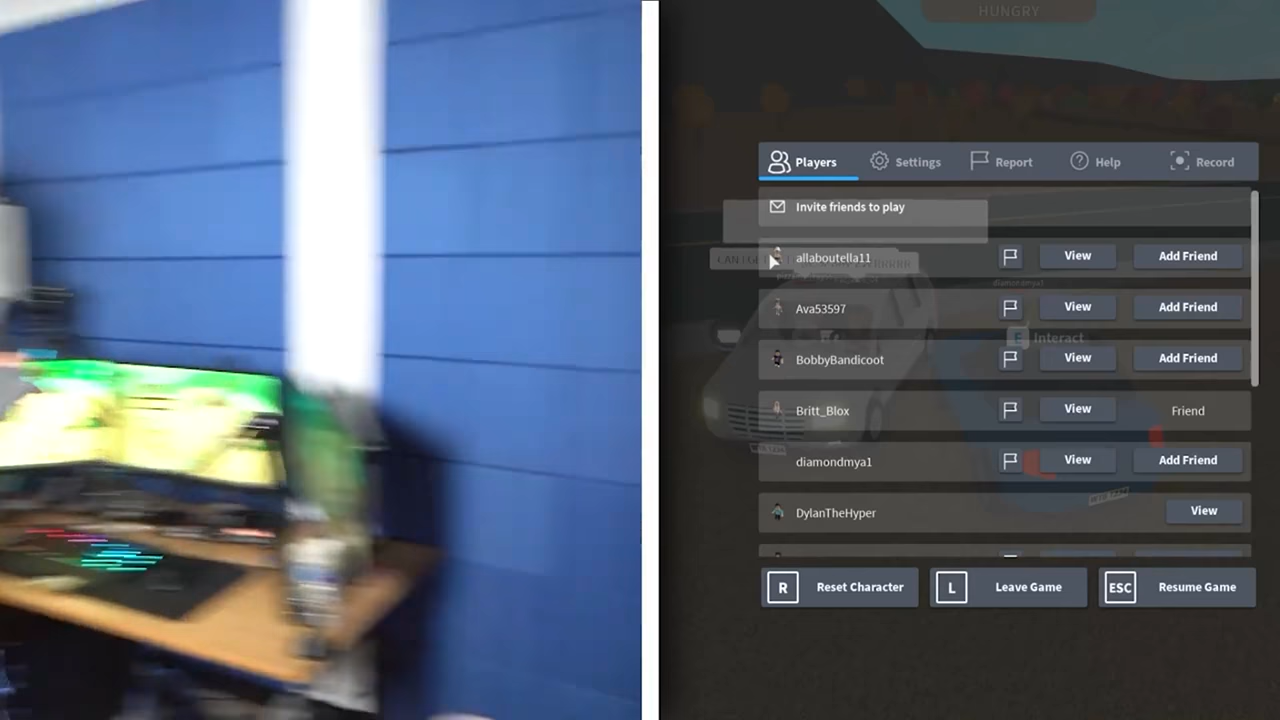 HUNGRY
Players Settings Report Help Record
Invite friends to play
allaboutella11 View Add Friend
diamondmya1
Ava53597 View Add Friend
E Interact
BobbyBandicoot View Add Friend
Britt_Blox View Friend
diamondmya1 View Add Friend
DylanTheHyper View
R Reset Character L Leave Game ESC Resume Game